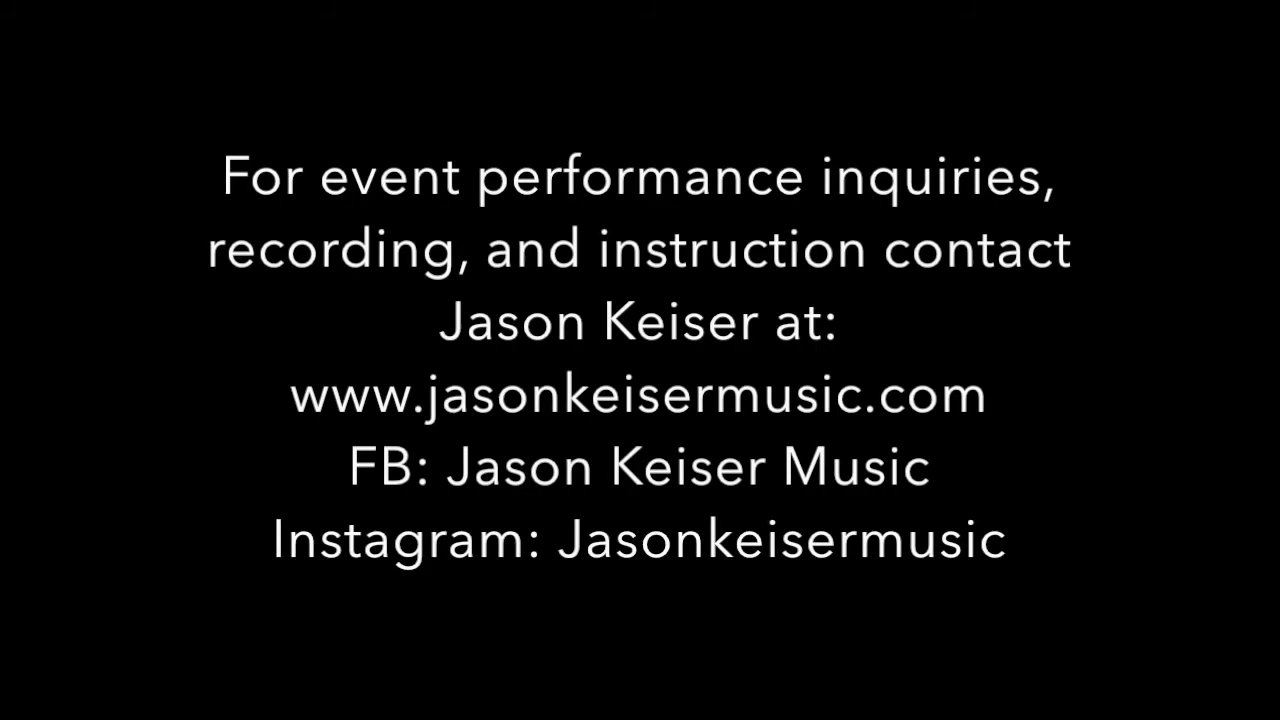 For event performance inquiries,
recording, and instruction contact
Jason Keiser at:
www.jasonkeisermusic.com
FB: Jason Keiser Music
Instagram: Jasonkeisermusic